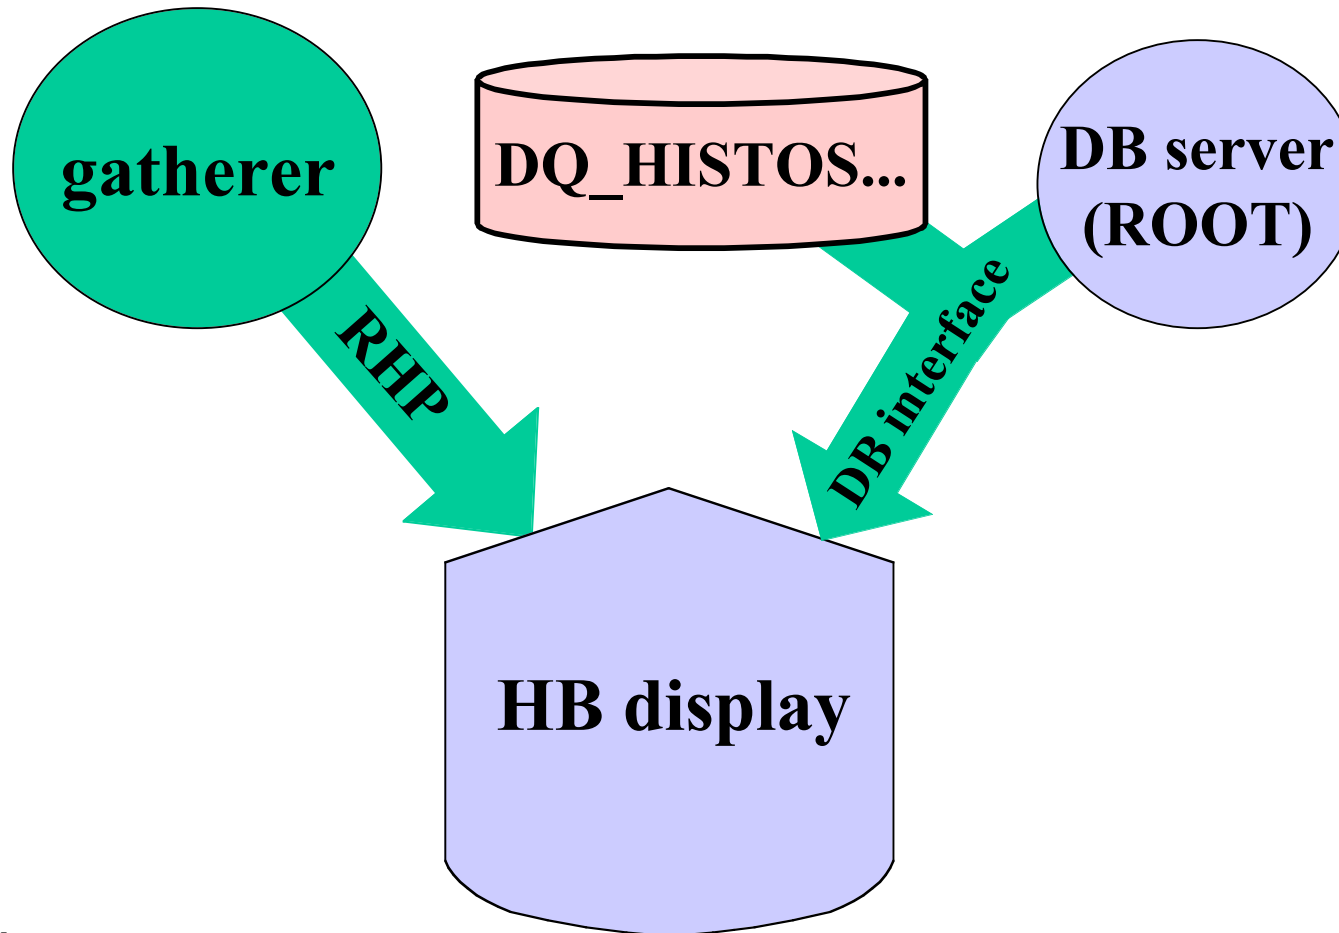 gatherer
DQ_HISTOS...
DB server
(ROOT)
RHP
DB interface
HB display